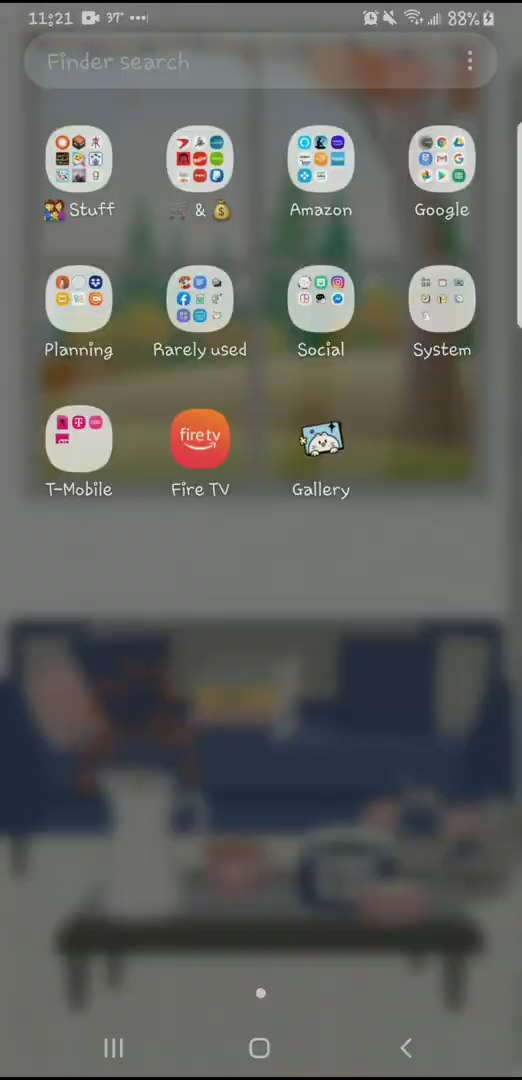 11:21 37° 88%
Finder search
👨‍👩‍👧 Stuff
🛒 & 💰
Amazon
Google
Planning
Rarely used
Social
System
T-Mobile
fire tv
Fire TV
Gallery